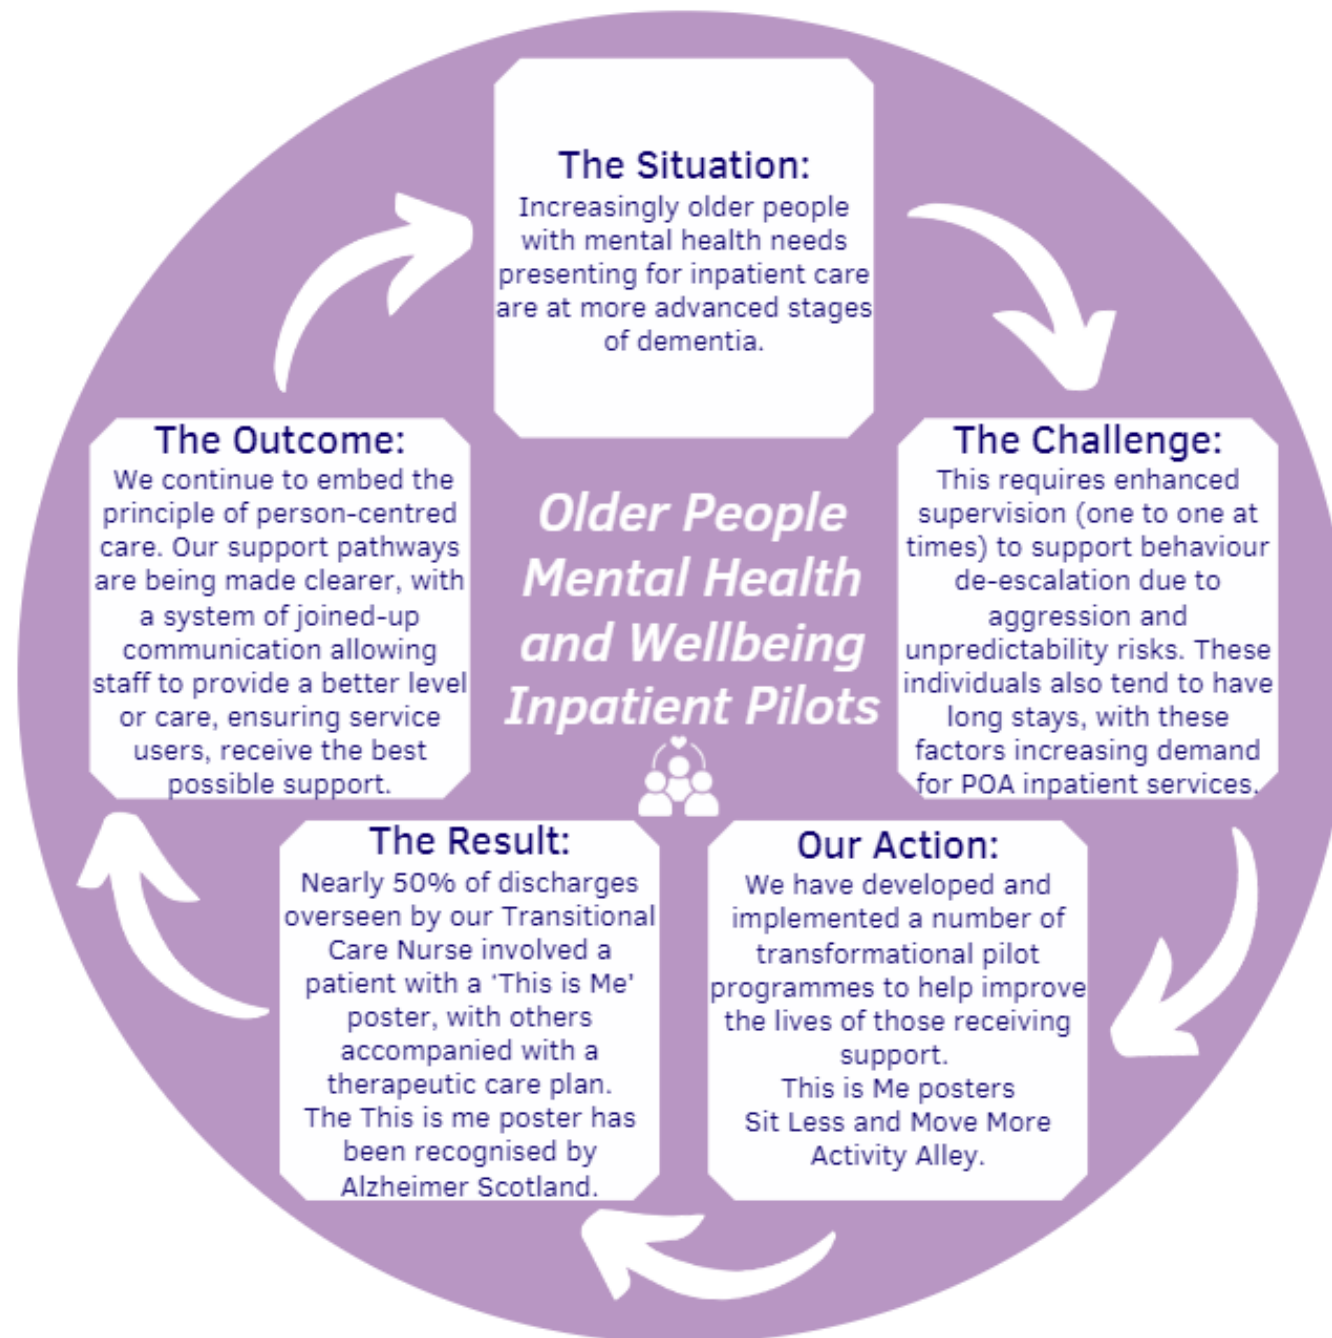 The Situation:
Increasingly older people
with mental health needs
presenting for inpatient care
are at more advanced stages
of dementia.
The Challenge:
This requires enhanced
supervision (one to one at
times) to support behaviour
de-escalation due to
aggression and
unpredictability risks. These
individuals also tend to have
long stays, with these
factors increasing demand
for POA inpatient services.
Our Action:
We have developed and
implemented a number of
transformational pilot
programmes to help improve
the lives of those receiving
support.
This is Me posters
Sit Less and Move More
Activity Alley.
The Result:
Nearly 50% of discharges
overseen by our Transitional
Care Nurse involved a
patient with a 'This is Me'
poster, with others
accompanied with a
therapeutic care plan.
The This is me poster has
been recognised by
Alzheimer Scotland.
The Outcome:
We continue to embed the
principle of person-centred
care. Our support pathways
are being made clearer, with
a system of joined-up
communication allowing
staff to provide a better level
or care, ensuring service
users, receive the best
possible support.
Older People
Mental Health
and Wellbeing
Inpatient Pilots